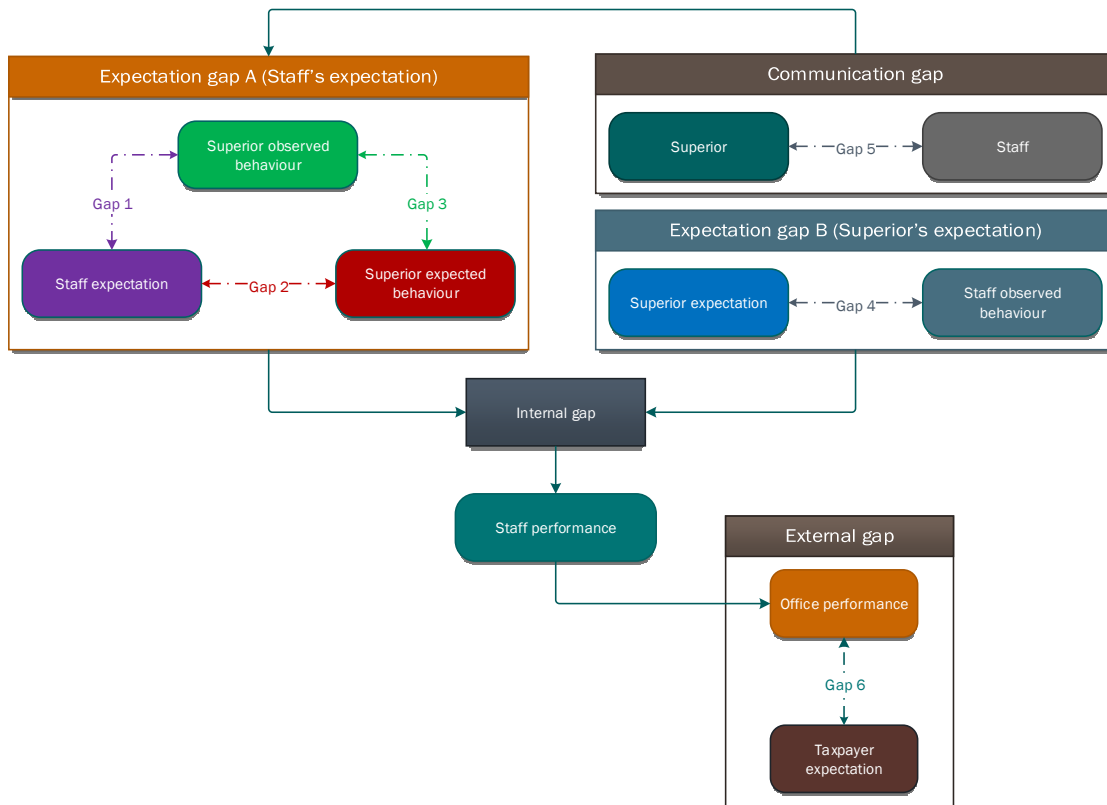 Expectation gap A (Staff's expectation)
Superior observed
behaviour
Gap 1
Gap 3
Staff expectation
Gap 2
Superior expected
behaviour
Communication gap
Superior
Gap 5
Staff
Expectation gap B (Superior's expectation)
Superior expectation
Gap 4
Staff observed
behaviour
Internal gap
Staff performance
External gap
Office performance
Gap 6
Taxpayer
expectation